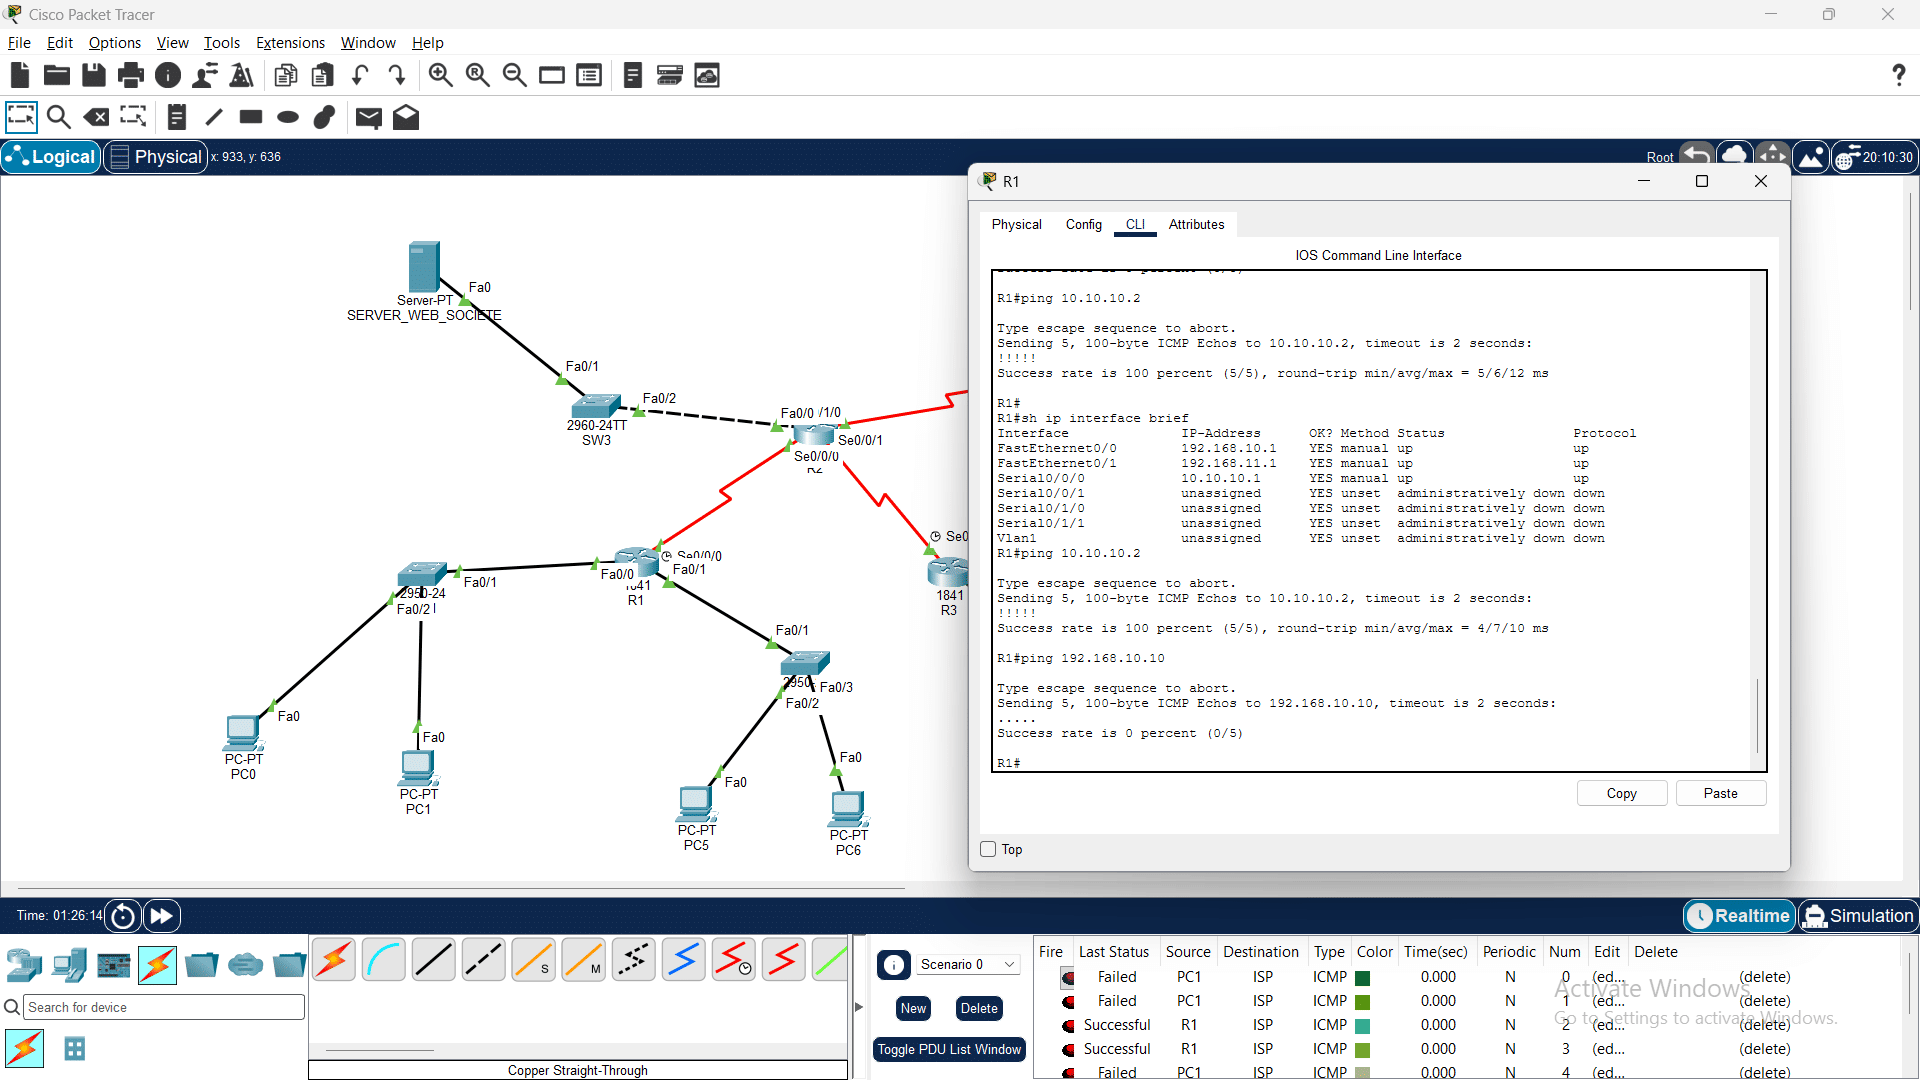 Cisco Packet Tracer
File Edit Options View Tools Extensions Window Help
Logical Physical x: 933, y: 636
Root 20:10:30
R1
Physical Config CLI Attributes
IOS Command Line Interface
R1#ping 10.10.10.2
Type escape sequence to abort.
Sending 5, 100-byte ICMP Echos to 10.10.10.2, timeout is 2 seconds:
!!!!!
Success rate is 100 percent (5/5), round-trip min/avg/max = 5/6/12 ms
R1#
R1#sh ip interface brief
Interface IP-Address OK? Method Status Protocol
FastEthernet0/0 192.168.10.1 YES manual up up
FastEthernet0/1 192.168.11.1 YES manual up up
Serial0/0/0 10.10.10.1 YES manual up up
Serial0/0/1 unassigned YES unset administratively down down
Serial0/1/0 unassigned YES unset administratively down down
Serial0/1/1 unassigned YES unset administratively down down
Vlan1 unassigned YES unset administratively down down
R1#ping 10.10.10.2
Type escape sequence to abort.
Sending 5, 100-byte ICMP Echos to 10.10.10.2, timeout is 2 seconds:
!!!!!
Success rate is 100 percent (5/5), round-trip min/avg/max = 4/7/10 ms
R1#ping 192.168.10.10
Type escape sequence to abort.
Sending 5, 100-byte ICMP Echos to 192.168.10.10, timeout is 2 seconds:
.....
Success rate is 0 percent (0/5)
R1#
Copy Paste
Top
Fa0
Server-PT
SERVER_WEB_SOCIETE
Fa0/1
Fa0/2
2960-24TT
SW3
Fa0/0 /1/0
Se0/0/1
Se0/0/0
R2
Se0/0/0
Fa0/1
Fa0/0
1841
R1
Fa0/1
2950-24
Fa0/2
1841
R3
Fa0/1
2950-
Fa0/3
Fa0/2
Fa0
PC-PT
PC0
Fa0
PC-PT
PC1
Fa0
PC-PT
PC5
Fa0
PC-PT
PC6
Time: 01:26:14
Realtime Simulation
Search for device
S
M
Copper Straight-Through
Scenario 0
New Delete
Toggle PDU List Window
Fire Last Status Source Destination Type Color Time(sec) Periodic Num Edit Delete
Failed PC1 ISP ICMP 0.000 N 0 (ed... (delete)
Failed PC1 ISP ICMP 0.000 N 1 (ed... (delete)
Successful R1 ISP ICMP 0.000 N 2 (ed... (delete)
Successful R1 ISP ICMP 0.000 N 3 (ed... (delete)
Failed PC1 ISP ICMP 0.000 N 4 (ed... (delete)
Activate Windows
Go to Settings to activate Windows.